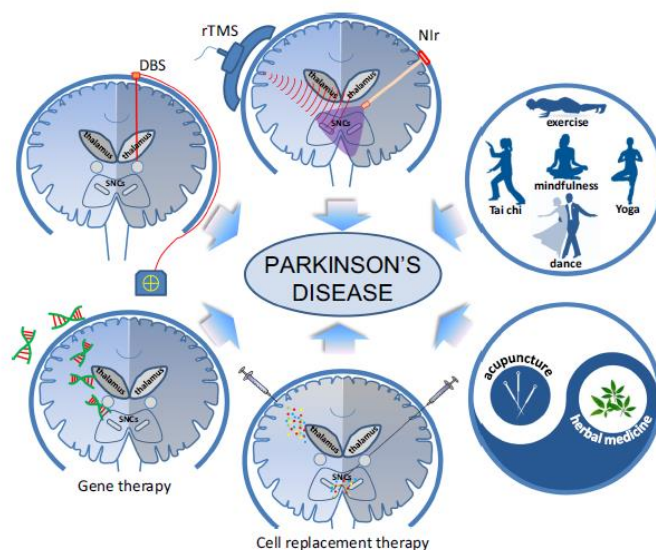 rTMS
NIr
DBS
thalamus
thalamus
SNCs
thalamus
thalamus
SNCs
exercise
mindfulness
Tai chi
Yoga
dance
PARKINSON'S
DISEASE
thalamus
thalamus
SNCs
Gene therapy
thalamus
thalamus
SNCs
Cell replacement therapy
acupuncture
herbal medicine